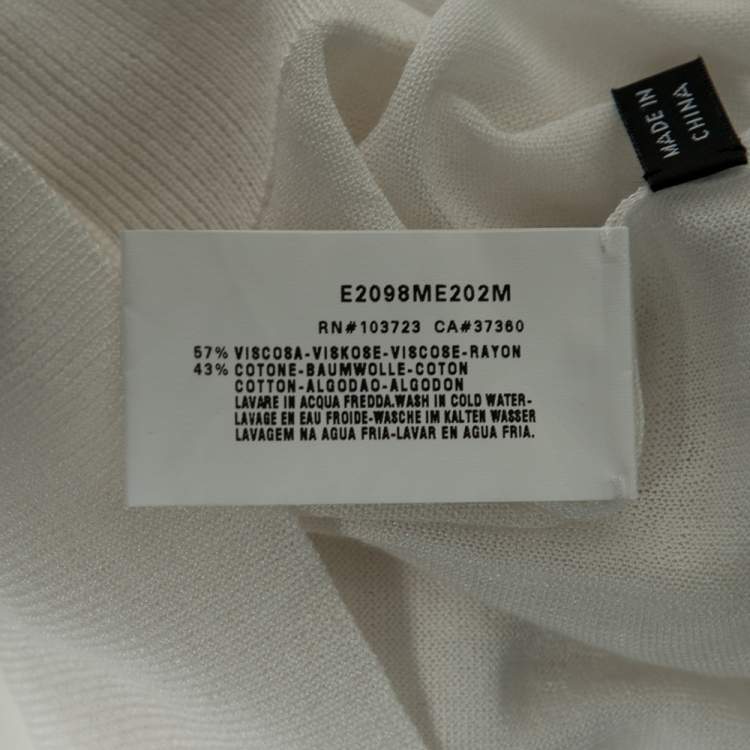 MADE IN
CHINA
E2098ME202M
RN#103723 CA#37360
57% VISCOSA-VISKOSE-VISCOSE-RAYON
43% COTONE-BAUMWOLLE-COTON
COTTON-ALGODAO-ALGODON
LAVARE IN ACQUA FREDDA.WASH IN COLD WATER-
LAVAGE EN EAU FROIDE-WASCHE IM KALTEN WASSER
LAVAGEM NA AGUA FRIA-LAVAR EN AGUA FRIA.